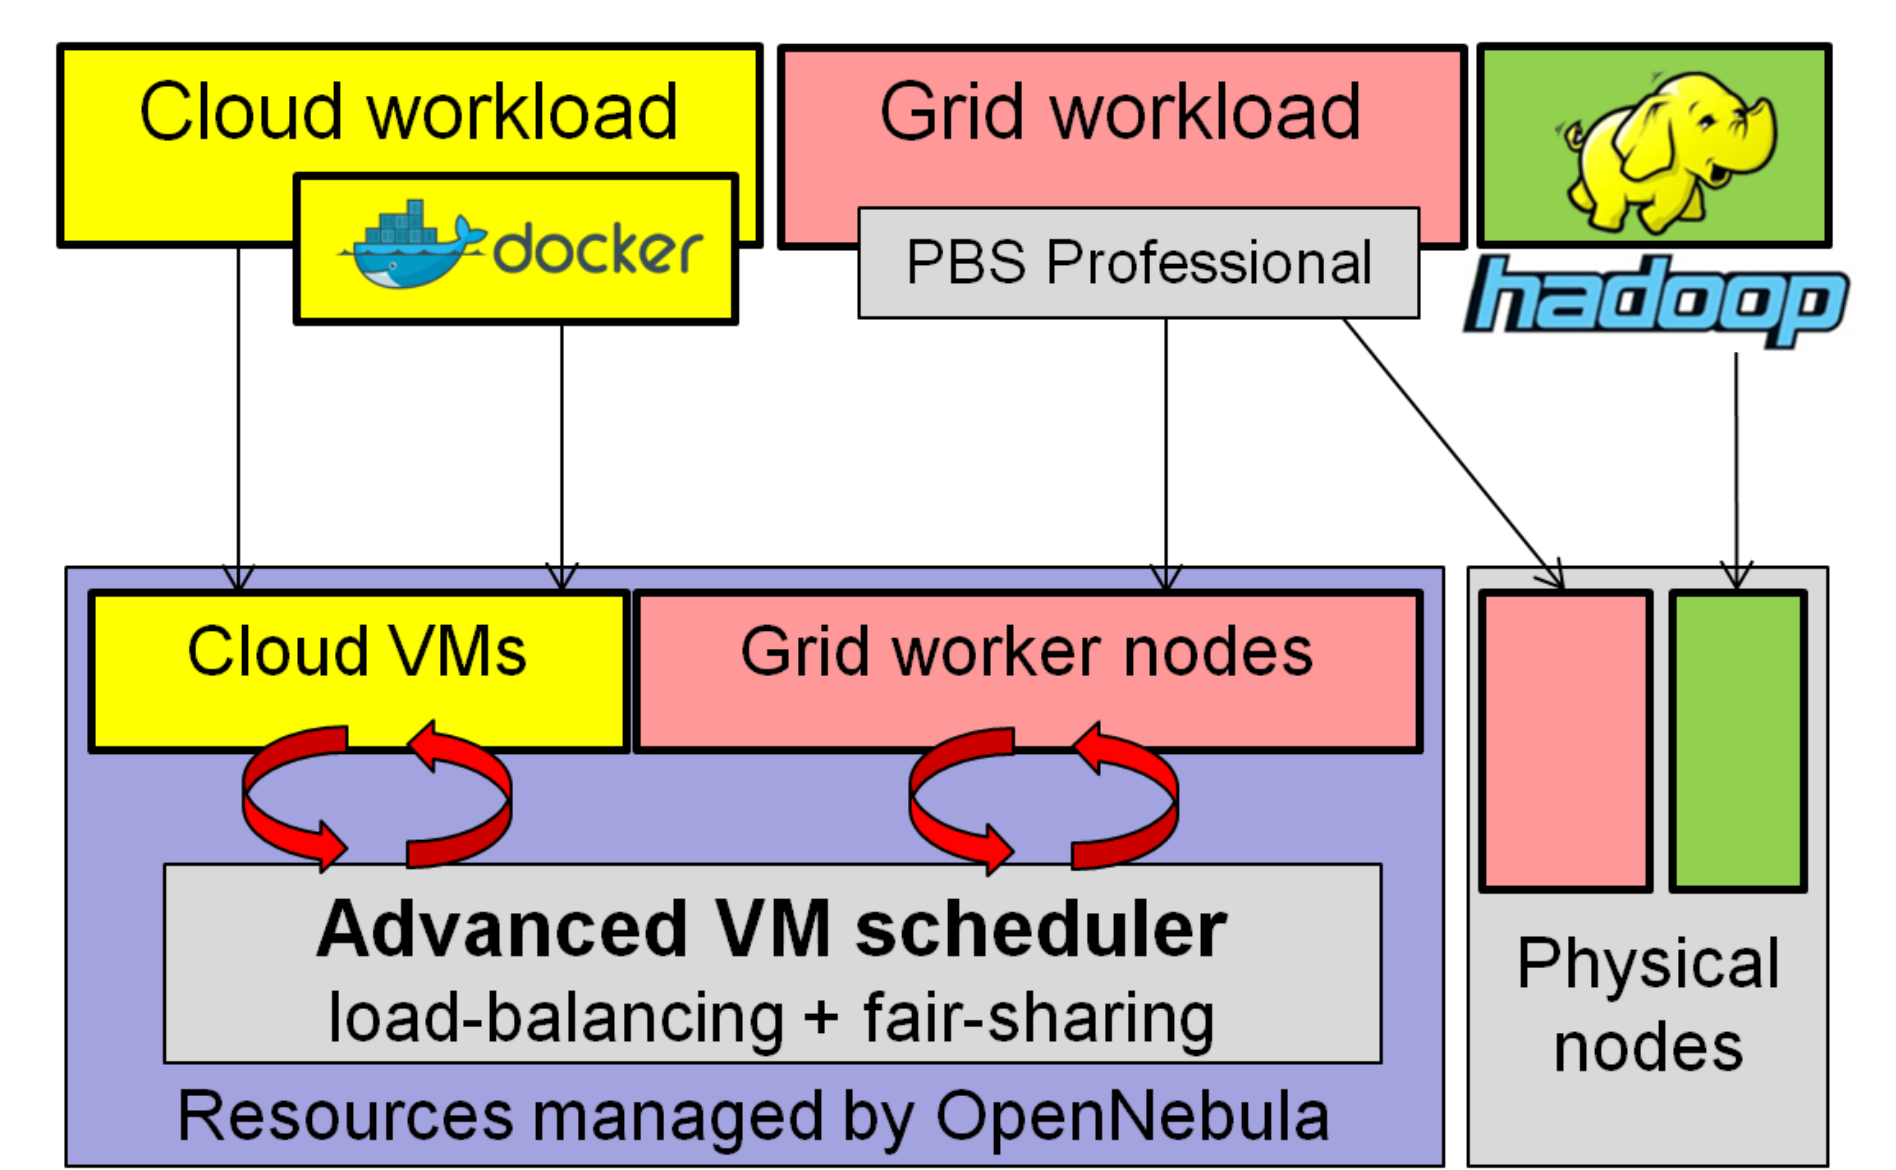 Cloud workload
docker
Grid workload
PBS Professional
hadoop
Cloud VMs
Grid worker nodes
Advanced VM scheduler
load-balancing + fair-sharing
Resources managed by OpenNebula
Physical
nodes